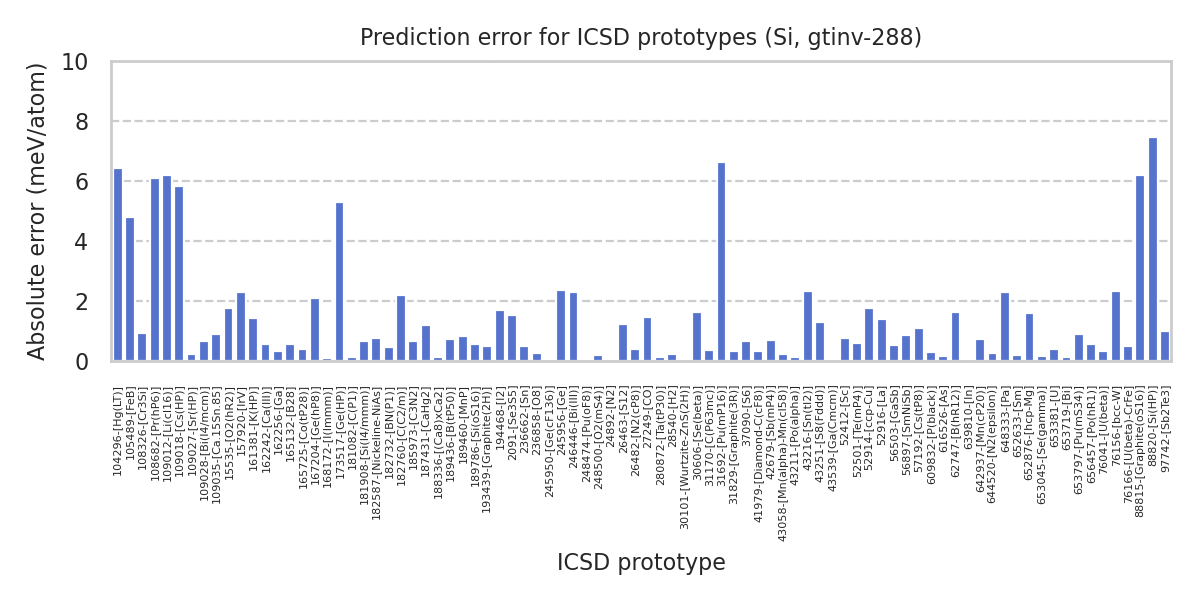 Prediction error for ICSD prototypes (Si, gtinv-288)
Absolute error (meV/atom)
10
8
6
4
2
0
104296-[Hg(LT)]
105489-[FeB]
108326-[Cr3Si]
108682-[Pr(hP6)]
109012-[Li(cI16)]
109018-[Cs(HP)]
109027-[Sr(HP)]
109028-[Bi(I4/mcm)]
109035-[Ca.15Sn.85]
15535-[O2(hR2)]
157920-[IrV]
161381-[K(HP)]
162242-[Ca(III)]
162256-[Ga]
165132-[B28]
165725-[Co(tP28)]
167204-[Ge(hP8)]
168172-[I(Immm)]
173517-[Ge(HP)]
181082-[C(P1)]
181908-[Si(I4/mmm)]
182587-[Nickeline-NiAs]
182732-[BN(P1)]
182760-[C(C2/m)]
185973-[C3N2]
187431-[CaHg2]
188336-[(Ca8)xCa2]
189436-[B(tP50)]
189460-[MnP]
189786-[Si(oS16)]
193439-[Graphite(2H)]
194468-[I2]
2091-[Se3S5]
236662-[Sn]
236858-[O8]
245950-[Ge(cF136)]
245956-[Ge]
246446-[Bi(III)]
248474-[Pu(oF8)]
248500-[O2(mS4)]
24892-[N2]
26463-[S12]
26482-[N2(cP8)]
27249-[CO]
280872-[Ta(tP30)]
28540-[H2]
30101-[Wurtzite-ZnS(2H)]
30606-[Se(beta)]
31170-[C(P63mc)]
31692-[Pu(mP16)]
31829-[Graphite(3R)]
37090-[S6]
41979-[Diamond-C(cF8)]
42679-[Sb(mP4)]
43058-[Mn(alpha)-Mn(cI58)]
43211-[Po(alpha)]
43216-[Sn(tI2)]
43251-[S8(Fddd)]
43539-[Ga(Cmcm)]
52412-[Sc]
52501-[Te(mP4)]
52914-[fcc-Cu]
52916-[La]
56503-[GaSb]
56897-[SmNiSb]
57192-[Cs(tP8)]
609832-[P(black)]
616526-[As]
62747-[B(hR12)]
639810-[In]
642937-[Mn(cP20)]
644520-[N2(epsilon)]
648333-[Pa]
652633-[Sm]
652876-[hcp-Mg]
653045-[Se(gamma)]
653381-[U]
653719-[Bi]
653797-[Pu(mS34)]
656457-[Po(hR1)]
76041-[U(beta)]
76156-[bcc-W]
76166-[U(beta)-CrFe]
88815-[Graphite(oS16)]
88820-[Si(HP)]
97742-[Sb2Te3]
ICSD prototype